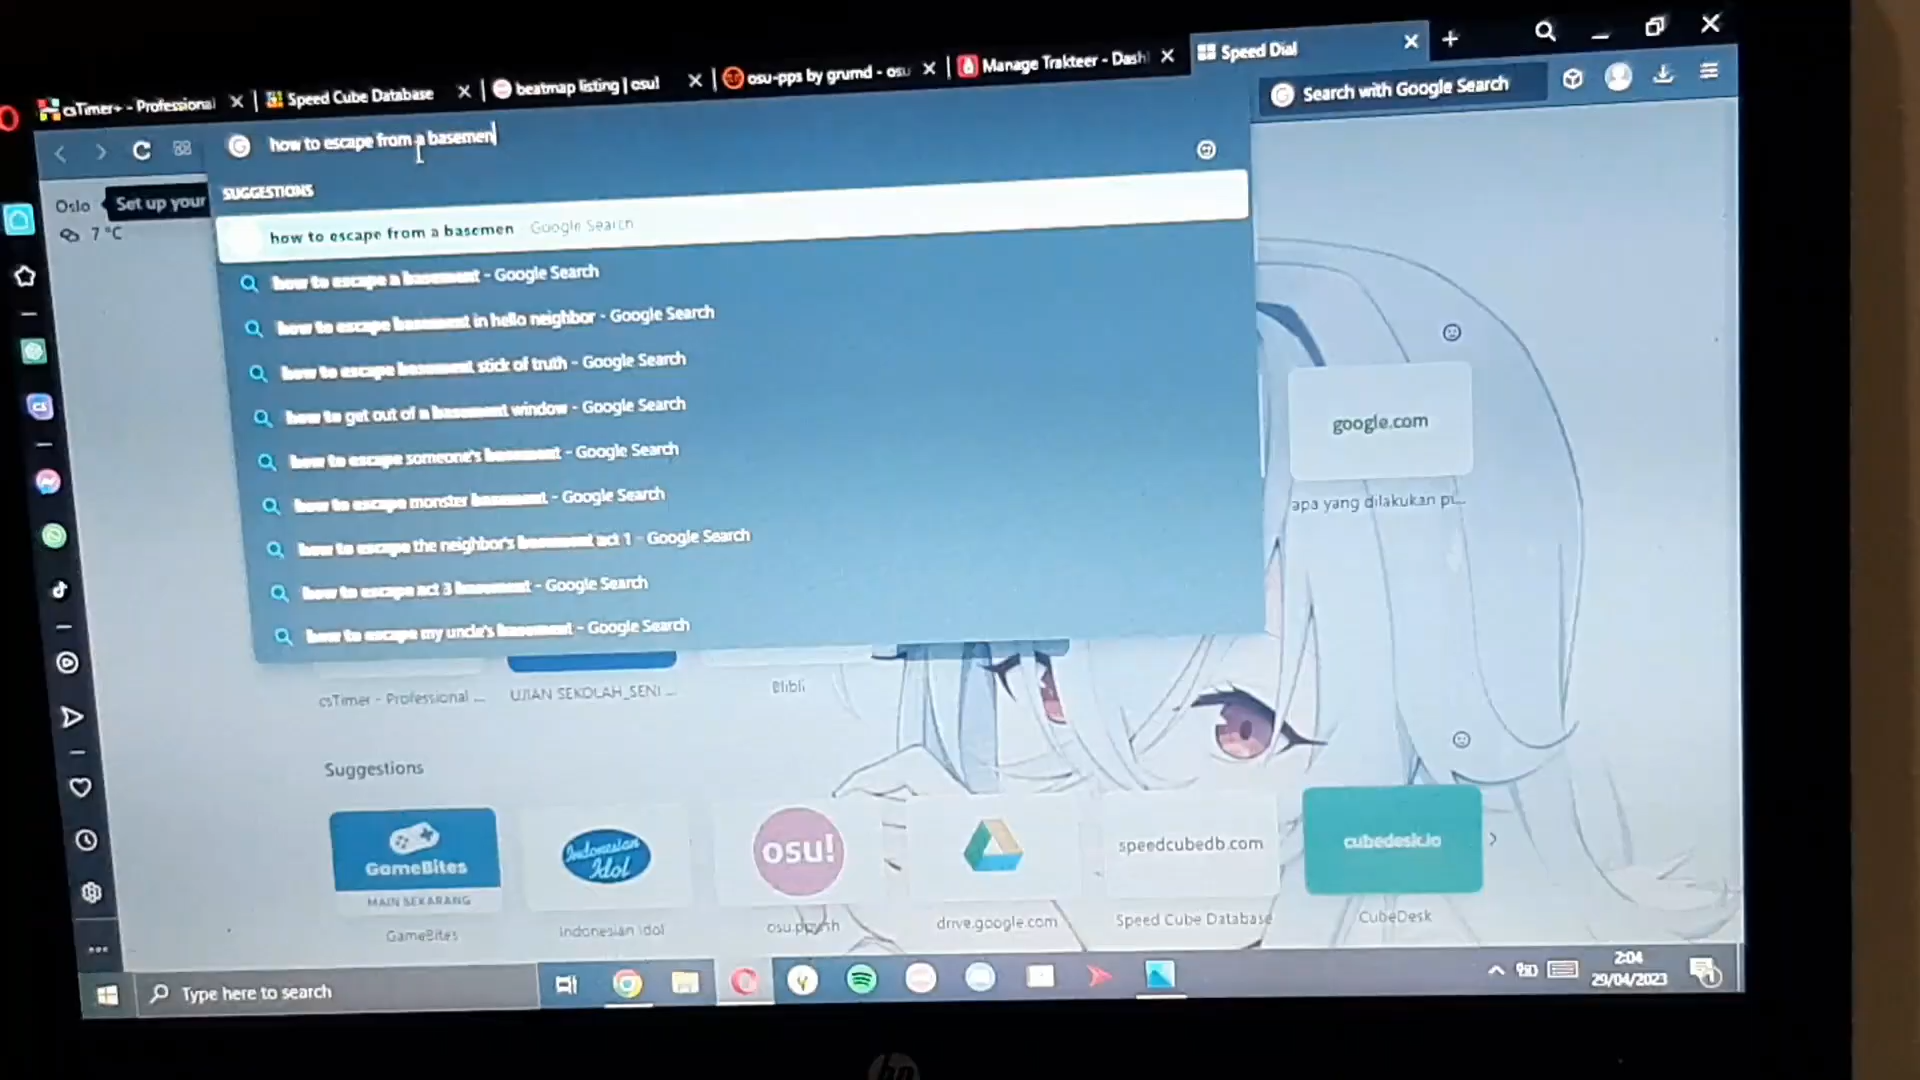 csTimer+ - Professional
Speed Cube Database
beatmap listing | osu!
osu-pps by grumd - osu
Manage Trakteer - Dash
Speed Dial
how to escape from a basemen
Search with Google Search
Oslo
Set up your
7 °C
SUGGESTIONS
how to escape from a basemen Google Search
how to escape a basement - Google Search
how to escape basement in hello neighbor - Google Search
how to escape basement stick of truth - Google Search
how to get out of a basement window - Google Search
how to escape someone's basement - Google Search
how to escape monster basement - Google Search
how to escape the neighbor's basement act 1 - Google Search
how to escape act 3 basement - Google Search
how to escape my uncle's basement - Google Search
google.com
apa yang dilakukan p...
csTimer - Professional ...
UJIAN SEKOLAH_SENI ...
Blibli
Suggestions
GameBites
MAIN SEKARANG
GameBites
Indonesian Idol
Indonesian Idol
osu!
osu.ppy.sh
drive.google.com
speedcubedb.com
Speed Cube Database
cubedesk.io
CubeDesk
Type here to search
2:04
29/04/2023
1
hp